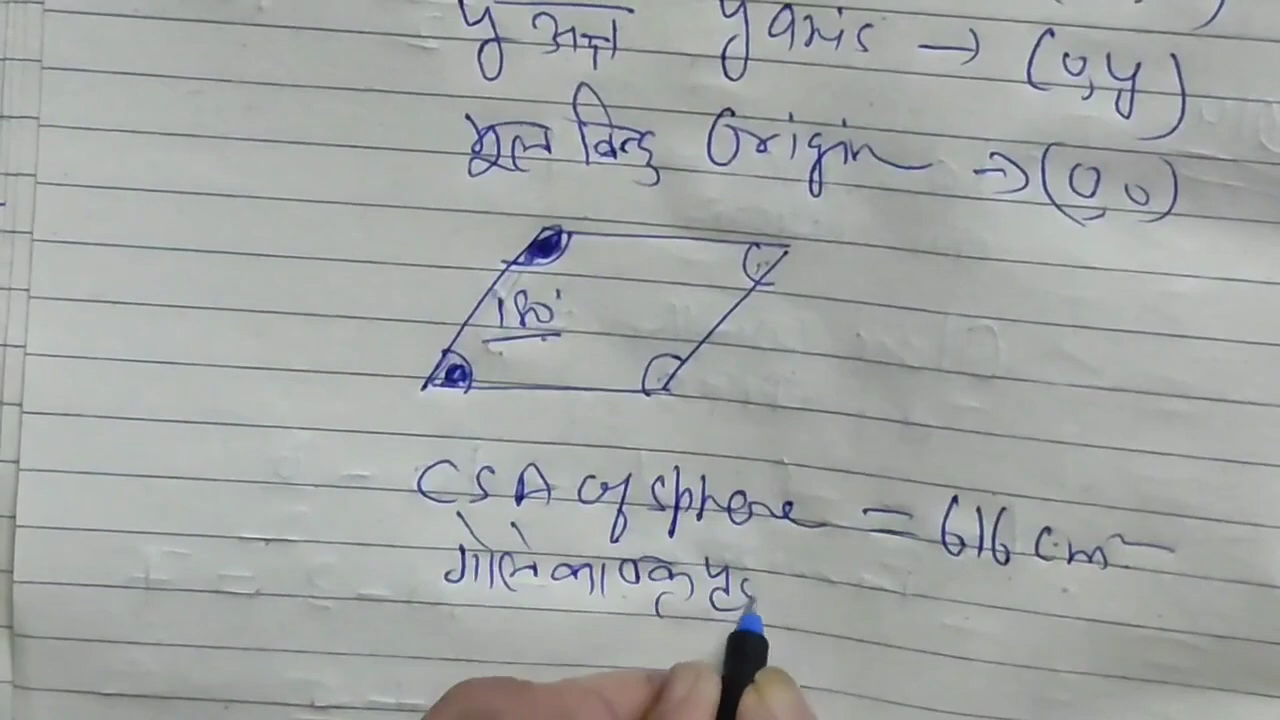 y अक्ष y axis → (0,y)
मूल बिन्दु Origin → (0,0)
180°
CSA of sphere = 616 cm²
गोले का वक्र पृष्ठ